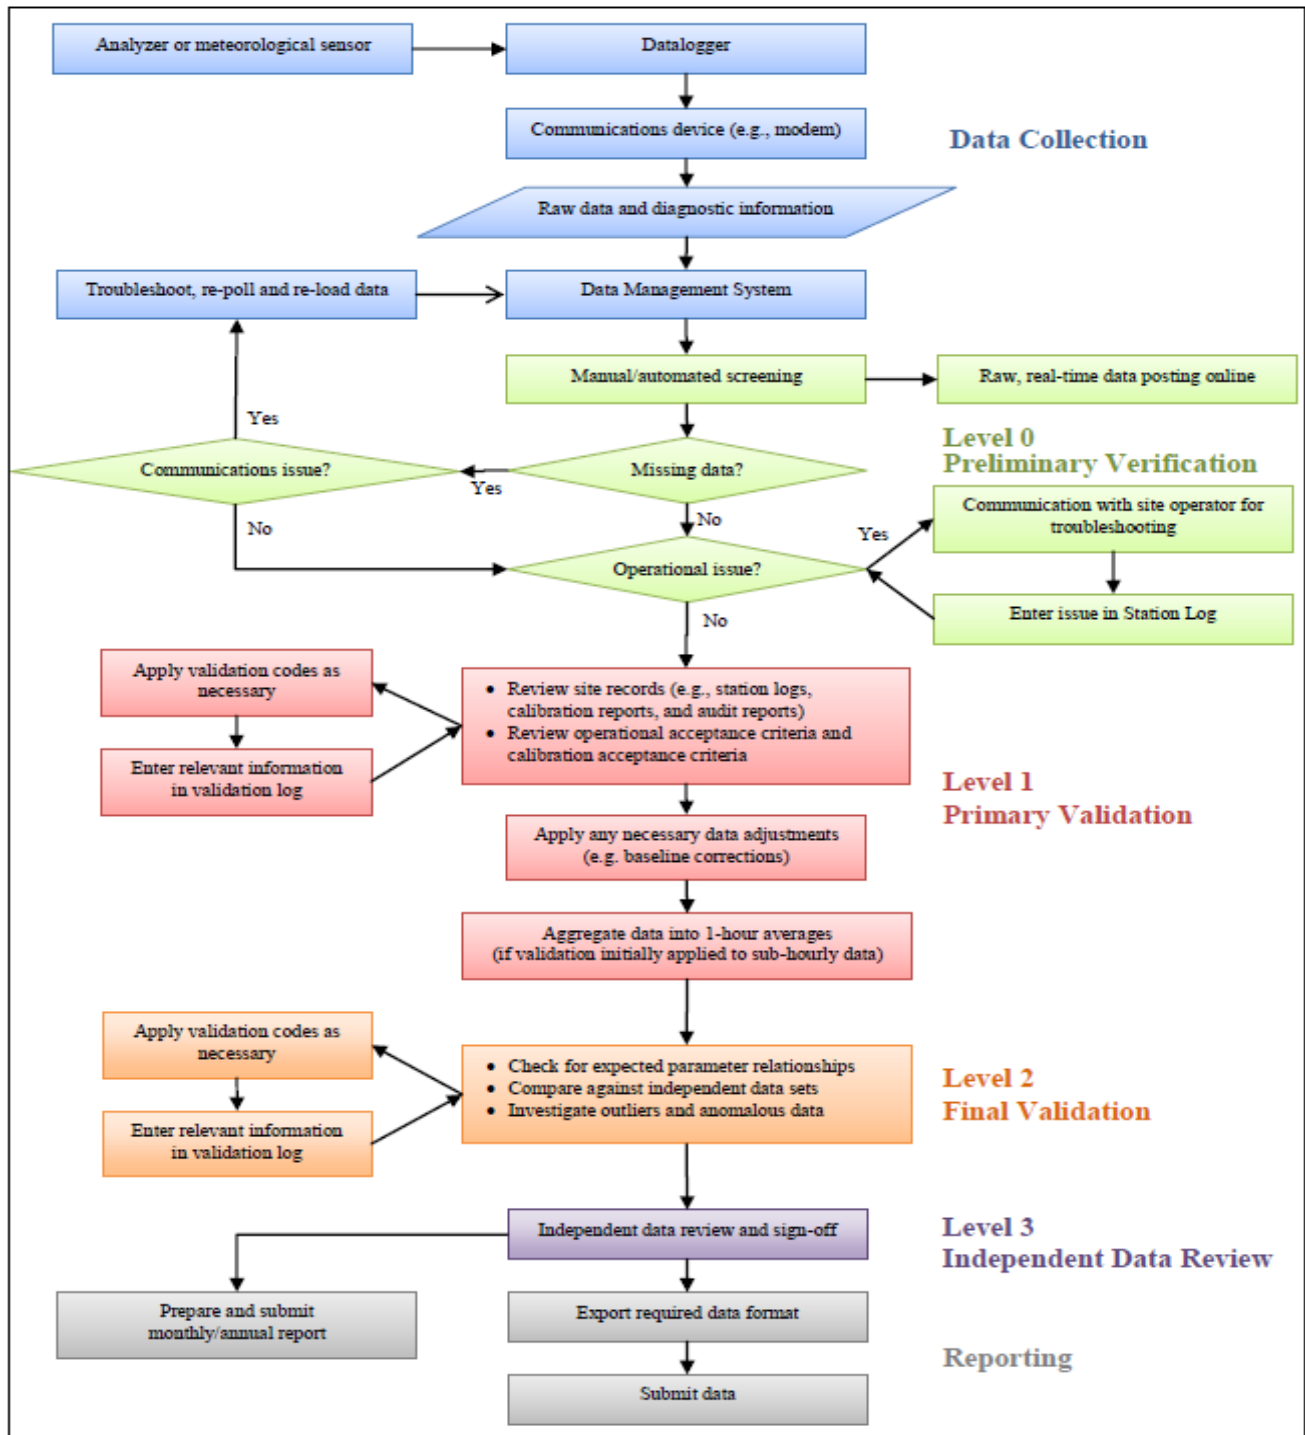 Analyzer or meteorological sensor
Datalogger
Communications device (e.g., modem)
Data Collection
Raw data and diagnostic information
Troubleshoot, re-poll and re-load data
Data Management System
Manual/automated screening
Raw, real-time data posting online
Yes
Level 0
Preliminary Verification
Communications issue?
Yes
Missing data?
No
No
Yes
Communication with site operator for
troubleshooting
Operational issue?
No
Enter issue in Station Log
Apply validation codes as
necessary
Enter relevant information
in validation log
• Review site records (e.g., station logs,
calibration reports, and audit reports)
• Review operational acceptance criteria and
calibration acceptance criteria
Level 1
Primary Validation
Apply any necessary data adjustments
(e.g. baseline corrections)
Aggregate data into 1-hour averages
(if validation initially applied to sub-hourly data)
Apply validation codes as
necessary
Enter relevant information
in validation log
• Check for expected parameter relationships
• Compare against independent data sets
• Investigate outliers and anomalous data
Level 2
Final Validation
Independent data review and sign-off
Level 3
Independent Data Review
Prepare and submit
monthly/annual report
Export required data format
Reporting
Submit data